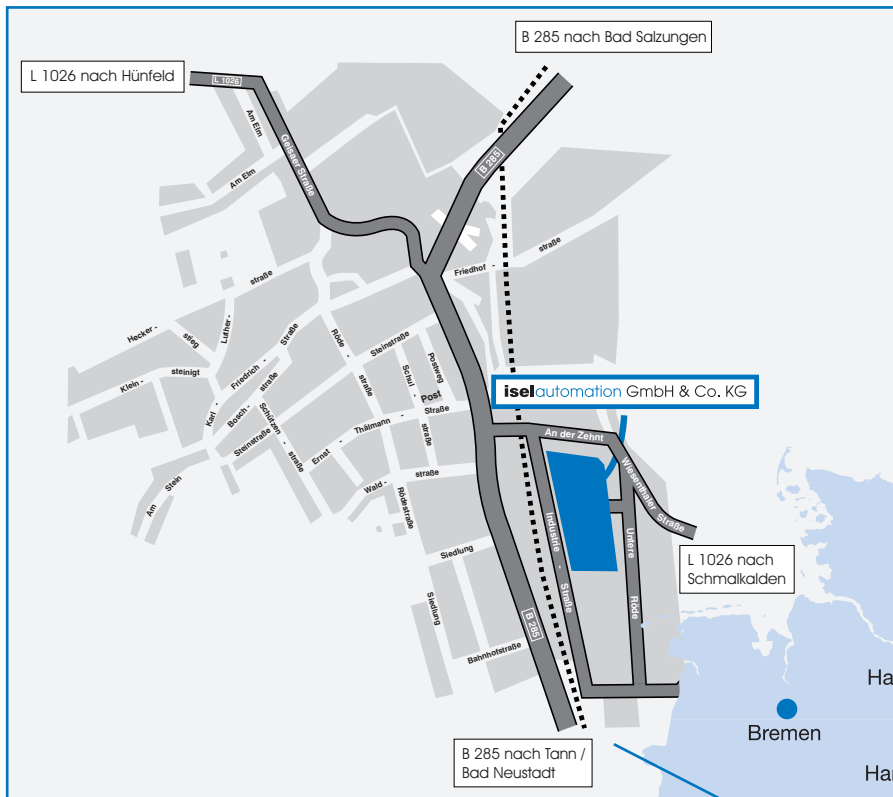 B 285 nach Bad Salzungen
L 1026 nach Hünfeld
L 1026
Am Elm
Geisaer Straße
B 285
Am Elm
Friedhof -
straße
straße
Hecker -
stieg
Luther -
Straße
Friedrich -
Röde -
straße
Steinstraße
Postweg
Schul -
straße
Post
Klein -
steinigt
Karl -
Bosch -
straße
Schützen -
straße
Steinstraße
Ernst -
Thälmann -
Straße
Am Stein
Wald -
straße
Rödestraße
iselautomation GmbH & Co. KG
An der Zehnt
Wiesenthaler Straße
Industrie - Straße
Untere Röde
L 1026 nach
Schmalkalden
Siedlung
Siedlung
B 285
Bahnhofstraße
B 285 nach Tann /
Bad Neustadt
Bremen
Ha
Har